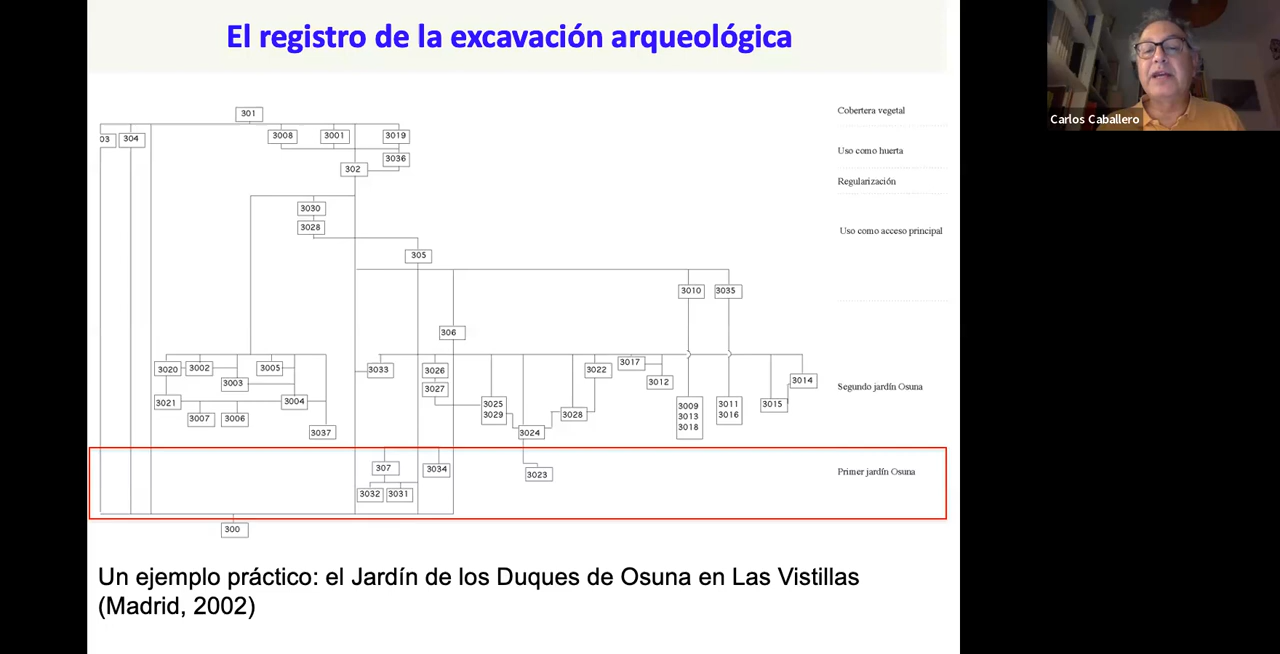 El registro de la excavación arqueológica
Carlos Caballero
301
Cobertera vegetal
03 304 3008 3001 3019
Uso como huerta
3036
302
Regularización
3030
3028
Uso como acceso principal
305
3010 3035
306
3020 3002 3005 3033 3026 3022 3017
3003 3012 3014
Segundo jardín Osuna
3027
3021 3004 3025 3011 3015
3029 3028 3009 3016
3007 3006 3013
3037 3024 3018
307 3034 3023
Primer jardín Osuna
3032 3031
300
Un ejemplo práctico: el Jardín de los Duques de Osuna en Las Vistillas
(Madrid, 2002)